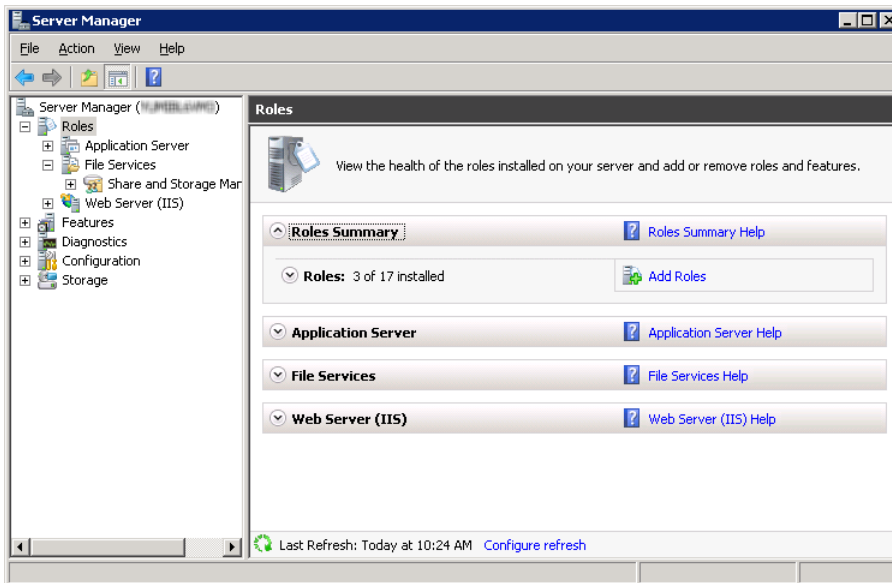 Server Manager
File Action View Help
Server Manager ( )
Roles
Application Server
File Services
Share and Storage Mar
Web Server (IIS)
Features
Diagnostics
Configuration
Storage
Roles
View the health of the roles installed on your server and add or remove roles and features.
Roles Summary Roles Summary Help
Roles: 3 of 17 installed Add Roles
Application Server Application Server Help
File Services File Services Help
Web Server (IIS) Web Server (IIS) Help
Last Refresh: Today at 10:24 AM Configure refresh